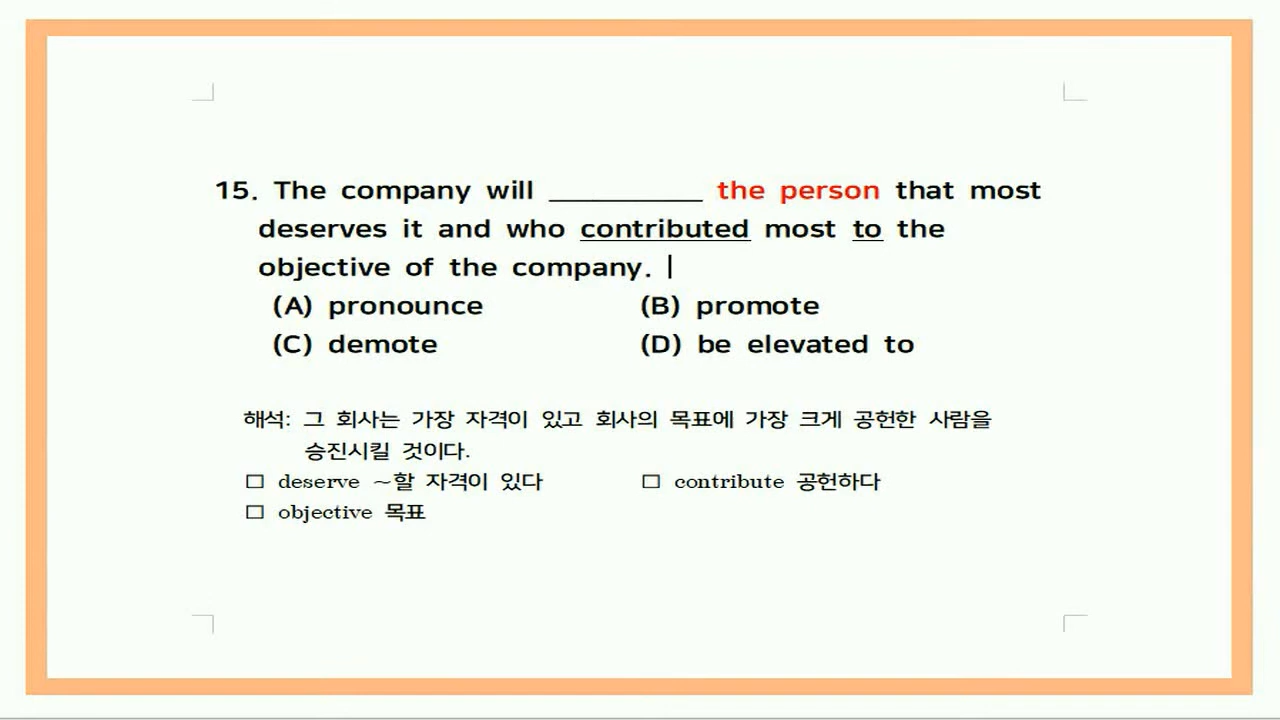 15. The company will ___________ the person that most
deserves it and who contributed most to the
objective of the company.
(A) pronounce (B) promote
(C) demote (D) be elevated to
해석: 그 회사는 가장 자격이 있고 회사의 목표에 가장 크게 공헌한 사람을
승진시킬 것이다.
□ deserve ~할 자격이 있다 □ contribute 공헌하다
□ objective 목표